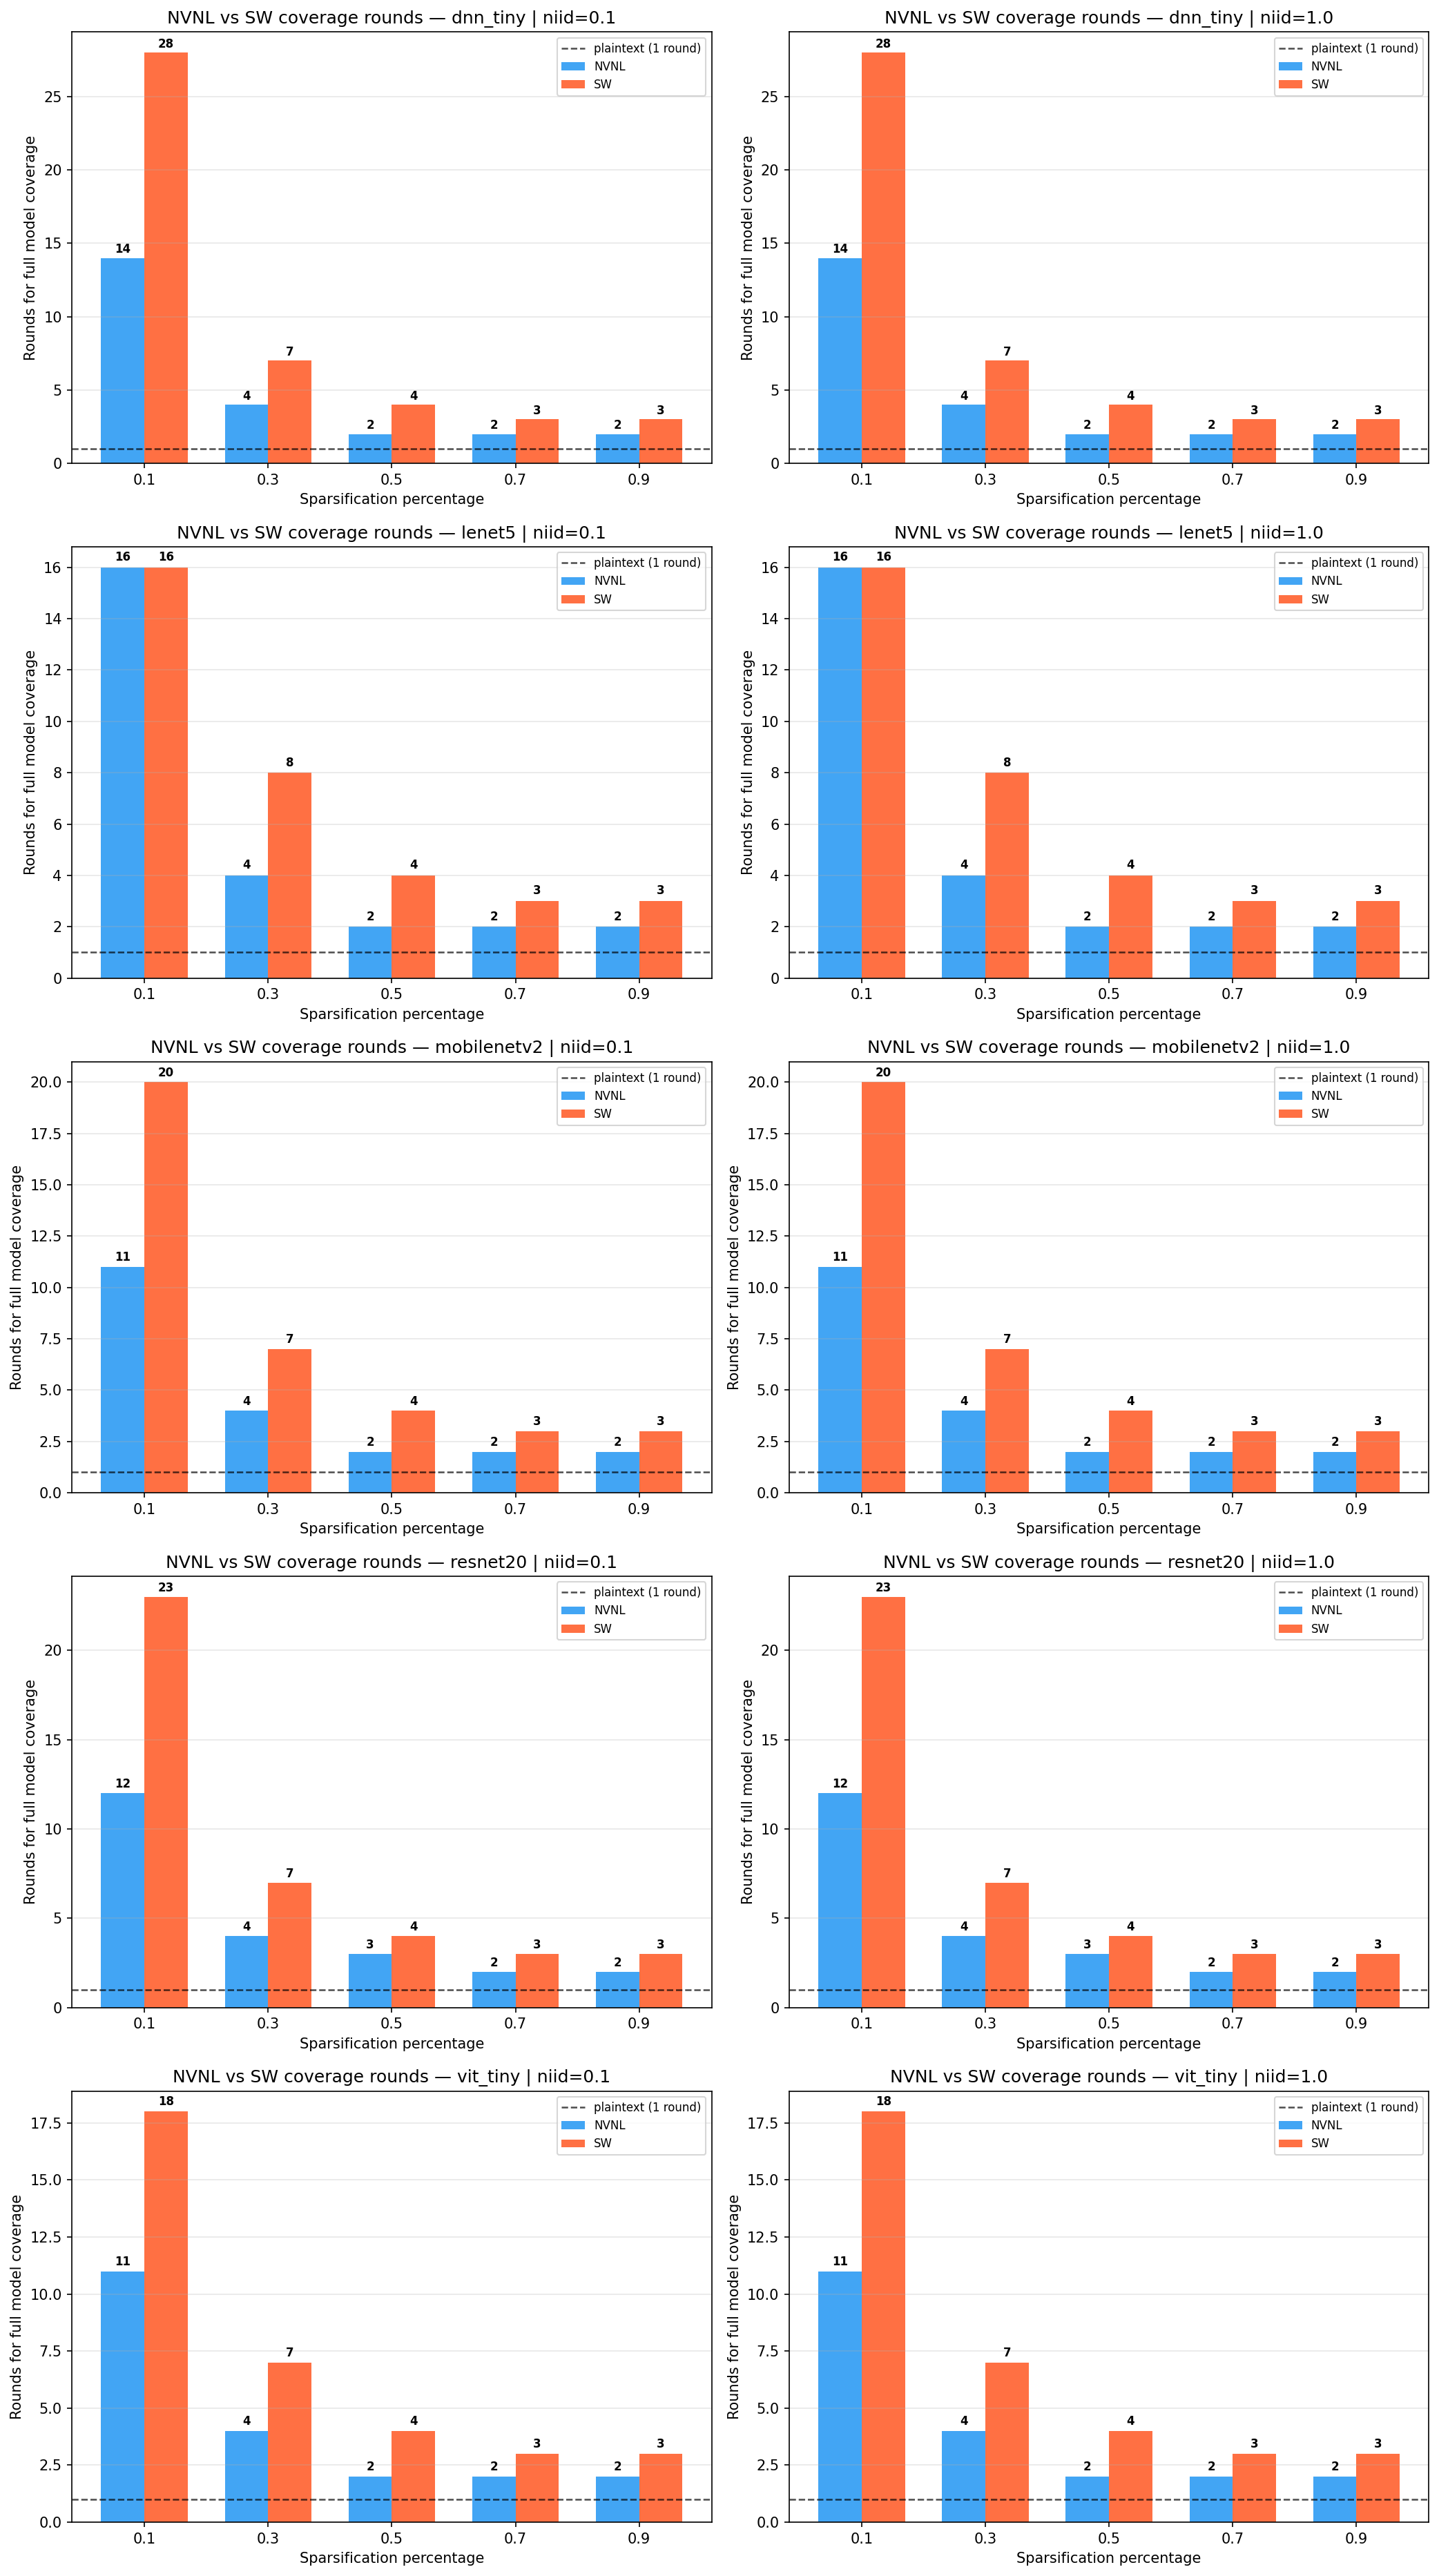 NVNL vs SW coverage rounds — dnn_tiny | niid=0.1
Rounds for full model coverage
25
20
15
10
5
0
14 28
4 7
2 4
2 3
2 3
plaintext (1 round)
NVNL
SW
0.1 0.3 0.5 0.7 0.9
Sparsification percentage
NVNL vs SW coverage rounds — dnn_tiny | niid=1.0
Rounds for full model coverage
25
20
15
10
5
0
14 28
4 7
2 4
2 3
2 3
plaintext (1 round)
NVNL
SW
0.1 0.3 0.5 0.7 0.9
Sparsification percentage
NVNL vs SW coverage rounds — lenet5 | niid=0.1
Rounds for full model coverage
16
14
12
10
8
6
4
2
0
16 16
4 8
2 4
2 3
2 3
plaintext (1 round)
NVNL
SW
0.1 0.3 0.5 0.7 0.9
Sparsification percentage
NVNL vs SW coverage rounds — lenet5 | niid=1.0
Rounds for full model coverage
16
14
12
10
8
6
4
2
0
16 16
4 8
2 4
2 3
2 3
plaintext (1 round)
NVNL
SW
0.1 0.3 0.5 0.7 0.9
Sparsification percentage
NVNL vs SW coverage rounds — mobilenetv2 | niid=0.1
Rounds for full model coverage
20.0
17.5
15.0
12.5
10.0
7.5
5.0
2.5
0.0
11 20
4 7
2 4
2 3
2 3
plaintext (1 round)
NVNL
SW
0.1 0.3 0.5 0.7 0.9
Sparsification percentage
NVNL vs SW coverage rounds — mobilenetv2 | niid=1.0
Rounds for full model coverage
20.0
17.5
15.0
12.5
10.0
7.5
5.0
2.5
0.0
11 20
4 7
2 4
2 3
2 3
plaintext (1 round)
NVNL
SW
0.1 0.3 0.5 0.7 0.9
Sparsification percentage
NVNL vs SW coverage rounds — resnet20 | niid=0.1
Rounds for full model coverage
20
15
10
5
0
12 23
4 7
3 4
2 3
2 3
plaintext (1 round)
NVNL
SW
0.1 0.3 0.5 0.7 0.9
Sparsification percentage
NVNL vs SW coverage rounds — resnet20 | niid=1.0
Rounds for full model coverage
20
15
10
5
0
12 23
4 7
3 4
2 3
2 3
plaintext (1 round)
NVNL
SW
0.1 0.3 0.5 0.7 0.9
Sparsification percentage
NVNL vs SW coverage rounds — vit_tiny | niid=0.1
Rounds for full model coverage
17.5
15.0
12.5
10.0
7.5
5.0
2.5
0.0
11 18
4 7
2 4
2 3
2 3
plaintext (1 round)
NVNL
SW
0.1 0.3 0.5 0.7 0.9
Sparsification percentage
NVNL vs SW coverage rounds — vit_tiny | niid=1.0
Rounds for full model coverage
17.5
15.0
12.5
10.0
7.5
5.0
2.5
0.0
11 18
4 7
2 4
2 3
2 3
plaintext (1 round)
NVNL
SW
0.1 0.3 0.5 0.7 0.9
Sparsification percentage